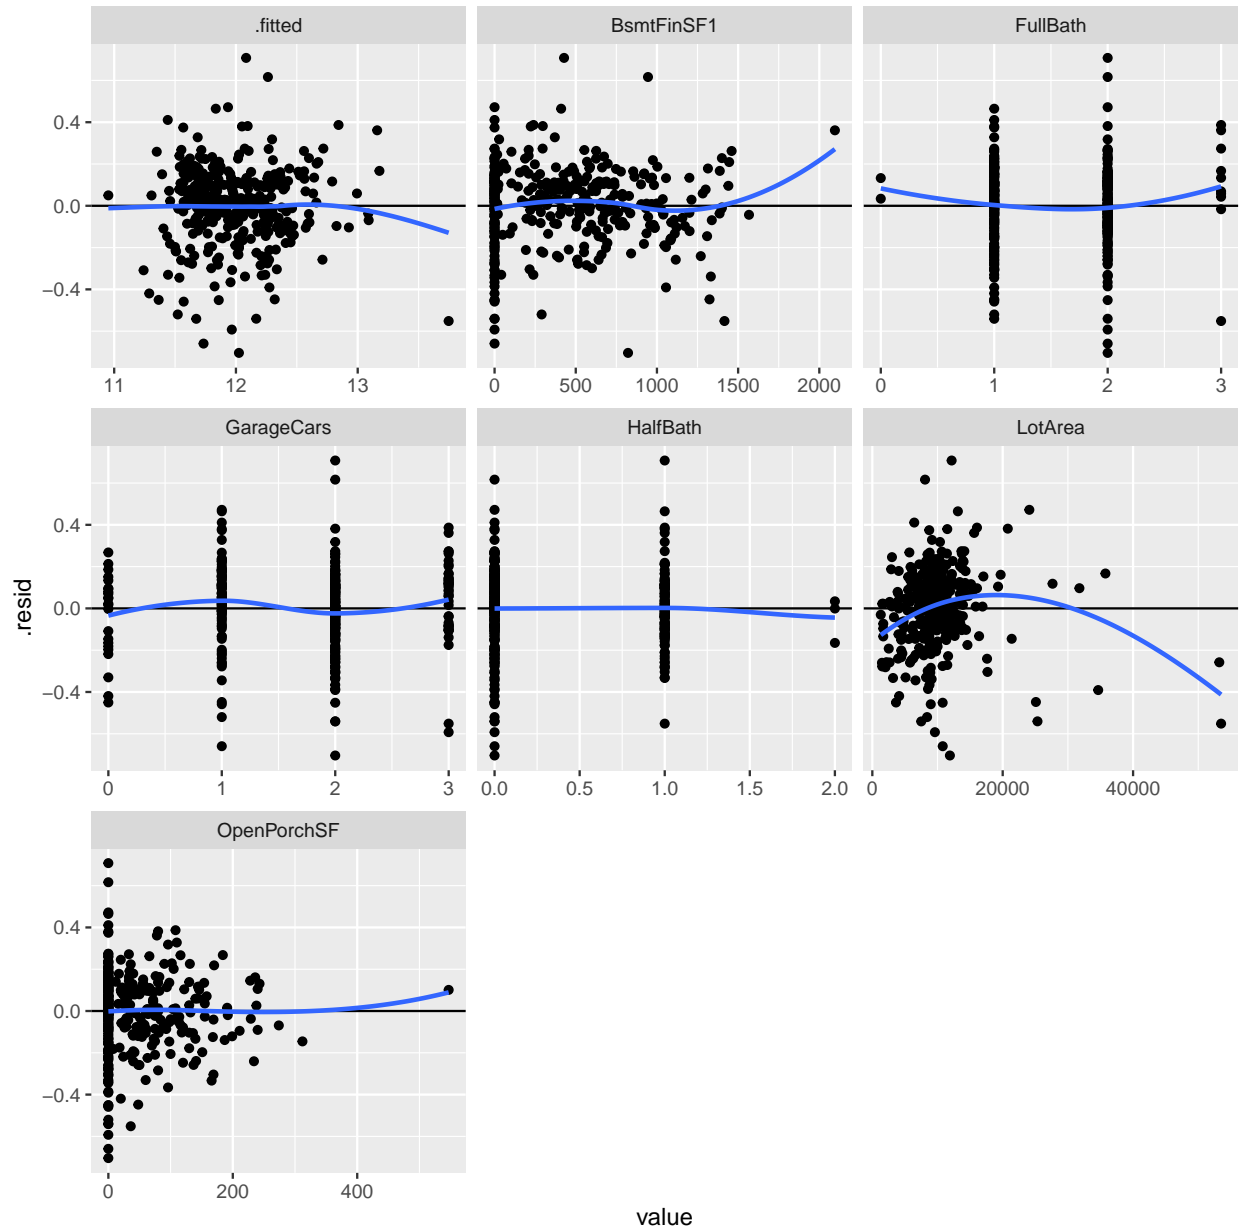 .fitted BsmtFinSF1 FullBath
0.4
0.0
−0.4
11 12 13 0 500 1000 1500 2000 0 1 2 3
GarageCars HalfBath LotArea
0.4
0.0
−0.4
0 1 2 3 0.0 0.5 1.0 1.5 2.0 0 20000 40000
.resid
OpenPorchSF
0.4
0.0
−0.4
0 200 400
value